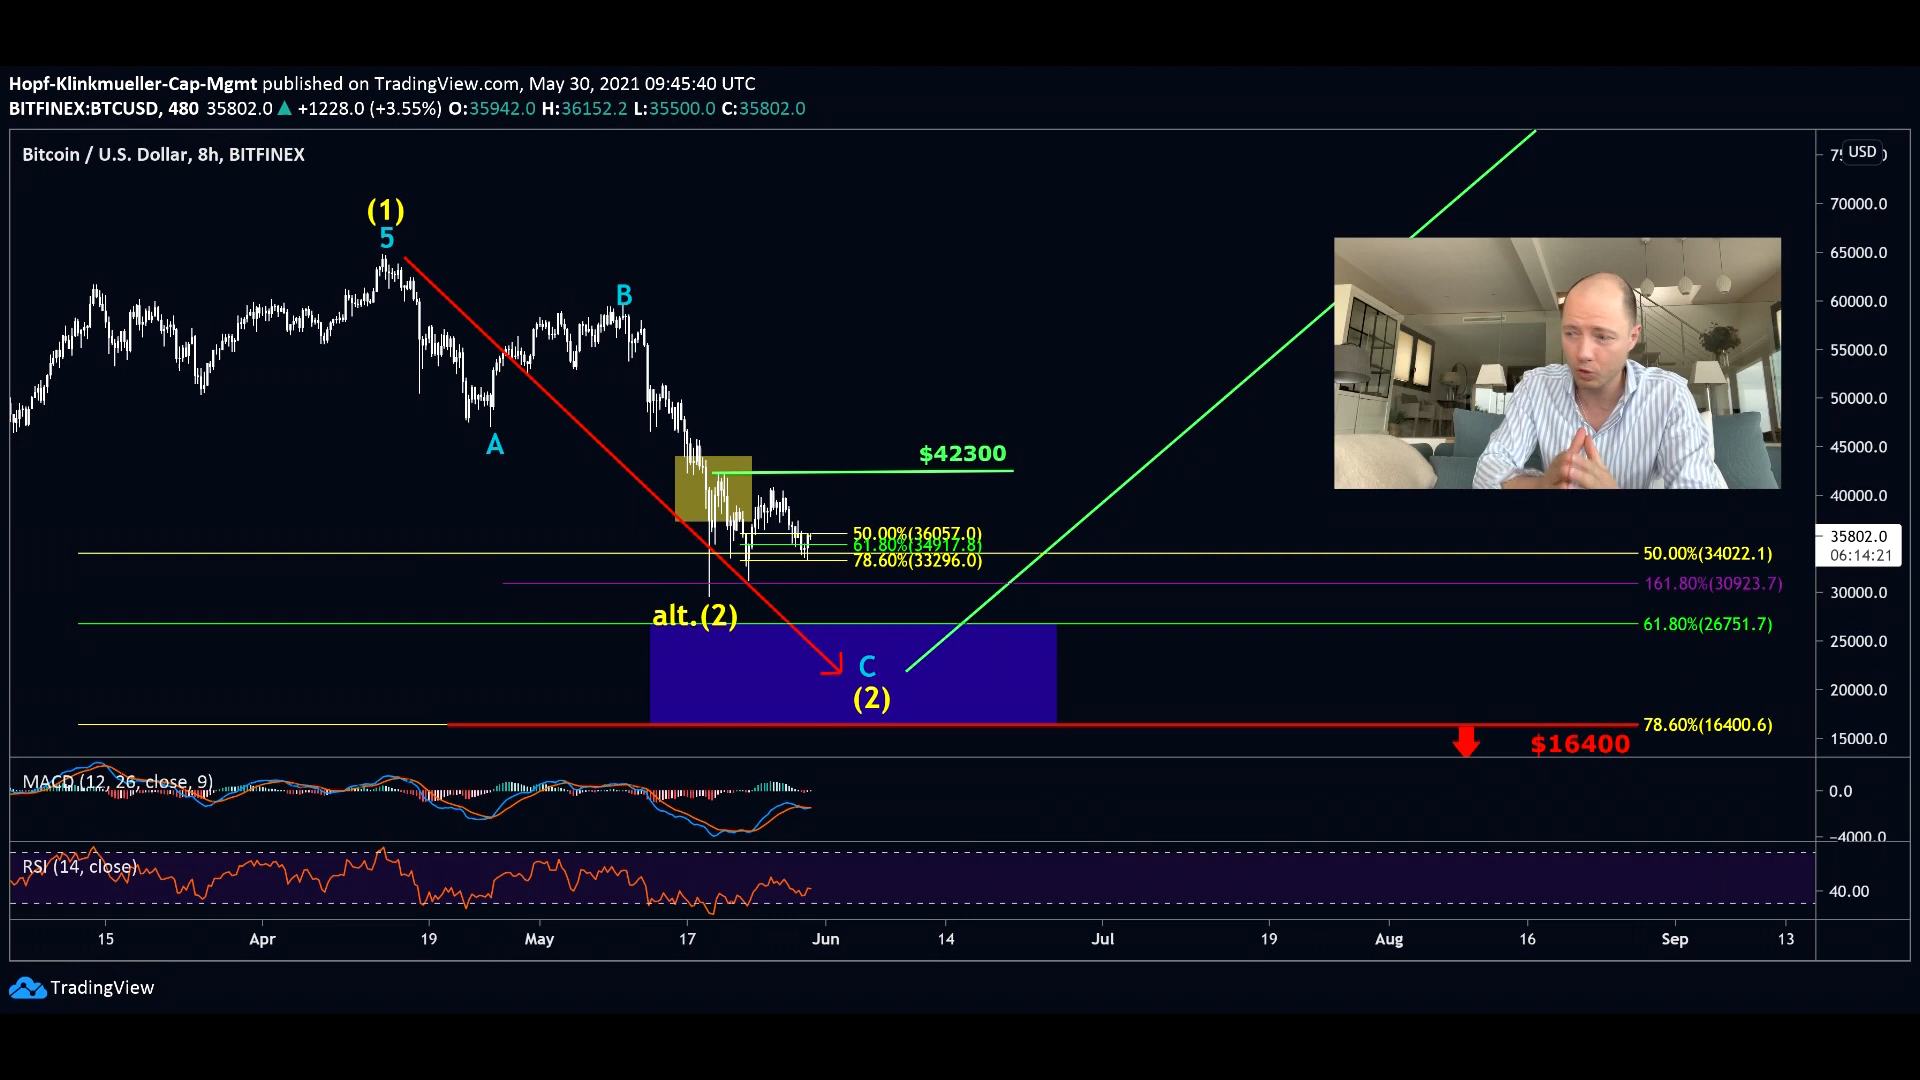 Hopf-Klinkmueller-Cap-Mgmt published on TradingView.com, May 30, 2021 09:45:40 UTC
BITFINEX:BTCUSD, 480 35802.0 ▲ +1228.0 (+3.55%) O:35942.0 H:36152.2 L:35500.0 C:35802.0
Bitcoin / U.S. Dollar, 8h, BITFINEX
USD
70000.0
65000.0
60000.0
55000.0
50000.0
45000.0
40000.0
35802.0
06:14:21
30000.0
25000.0
20000.0
15000.0
(1)
5
B
A
$42300
50.00%(36057.0)
61.80%(34917.8)
78.60%(33296.0)
50.00%(34022.1)
161.80%(30923.7)
alt.(2)
61.80%(26751.7)
C
(2)
78.60%(16400.6)
$16400
MACD (12, 26, close, 9)
0.0
−4000.0
RSI (14, close)
40.00
15 Apr 19 May 17 Jun 14 Jul 19 Aug 16 Sep 13
TradingView